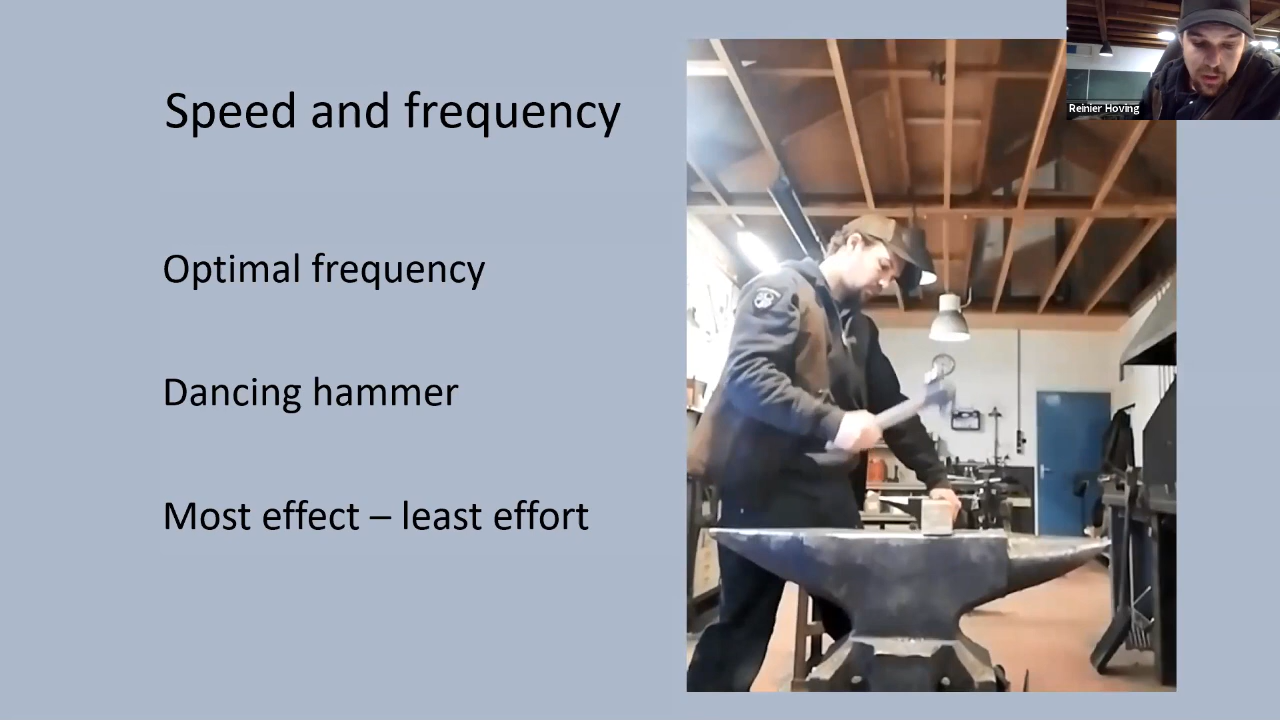 Speed and frequency
Optimal frequency
Dancing hammer
Most effect – least effort
Reinier Hoving